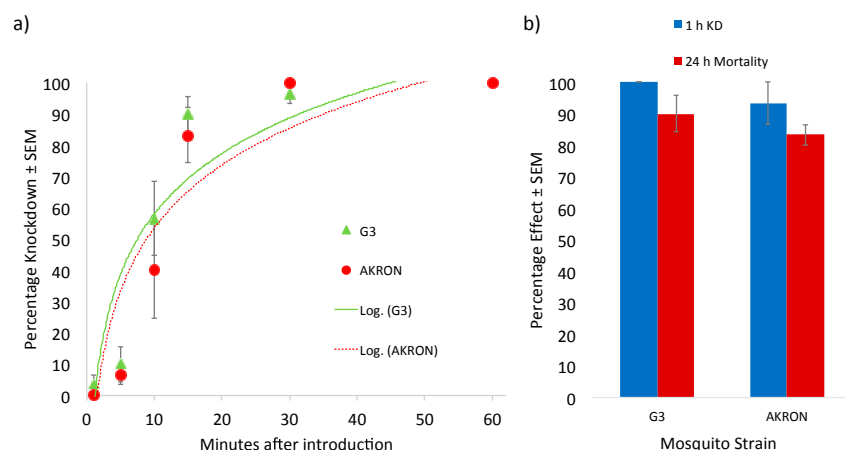 a)
Percentage Knockdown ± SEM
100
90
80
70
60
50
40
30
20
10
0
0
10
20
30
40
50
60
Minutes after introduction
G3
AKRON
Log. (G3)
Log. (AKRON)
b)
1 h KD
24 h Mortality
Percentage Effect ± SEM
100
90
80
70
60
50
40
30
20
10
0
G3
AKRON
Mosquito Strain